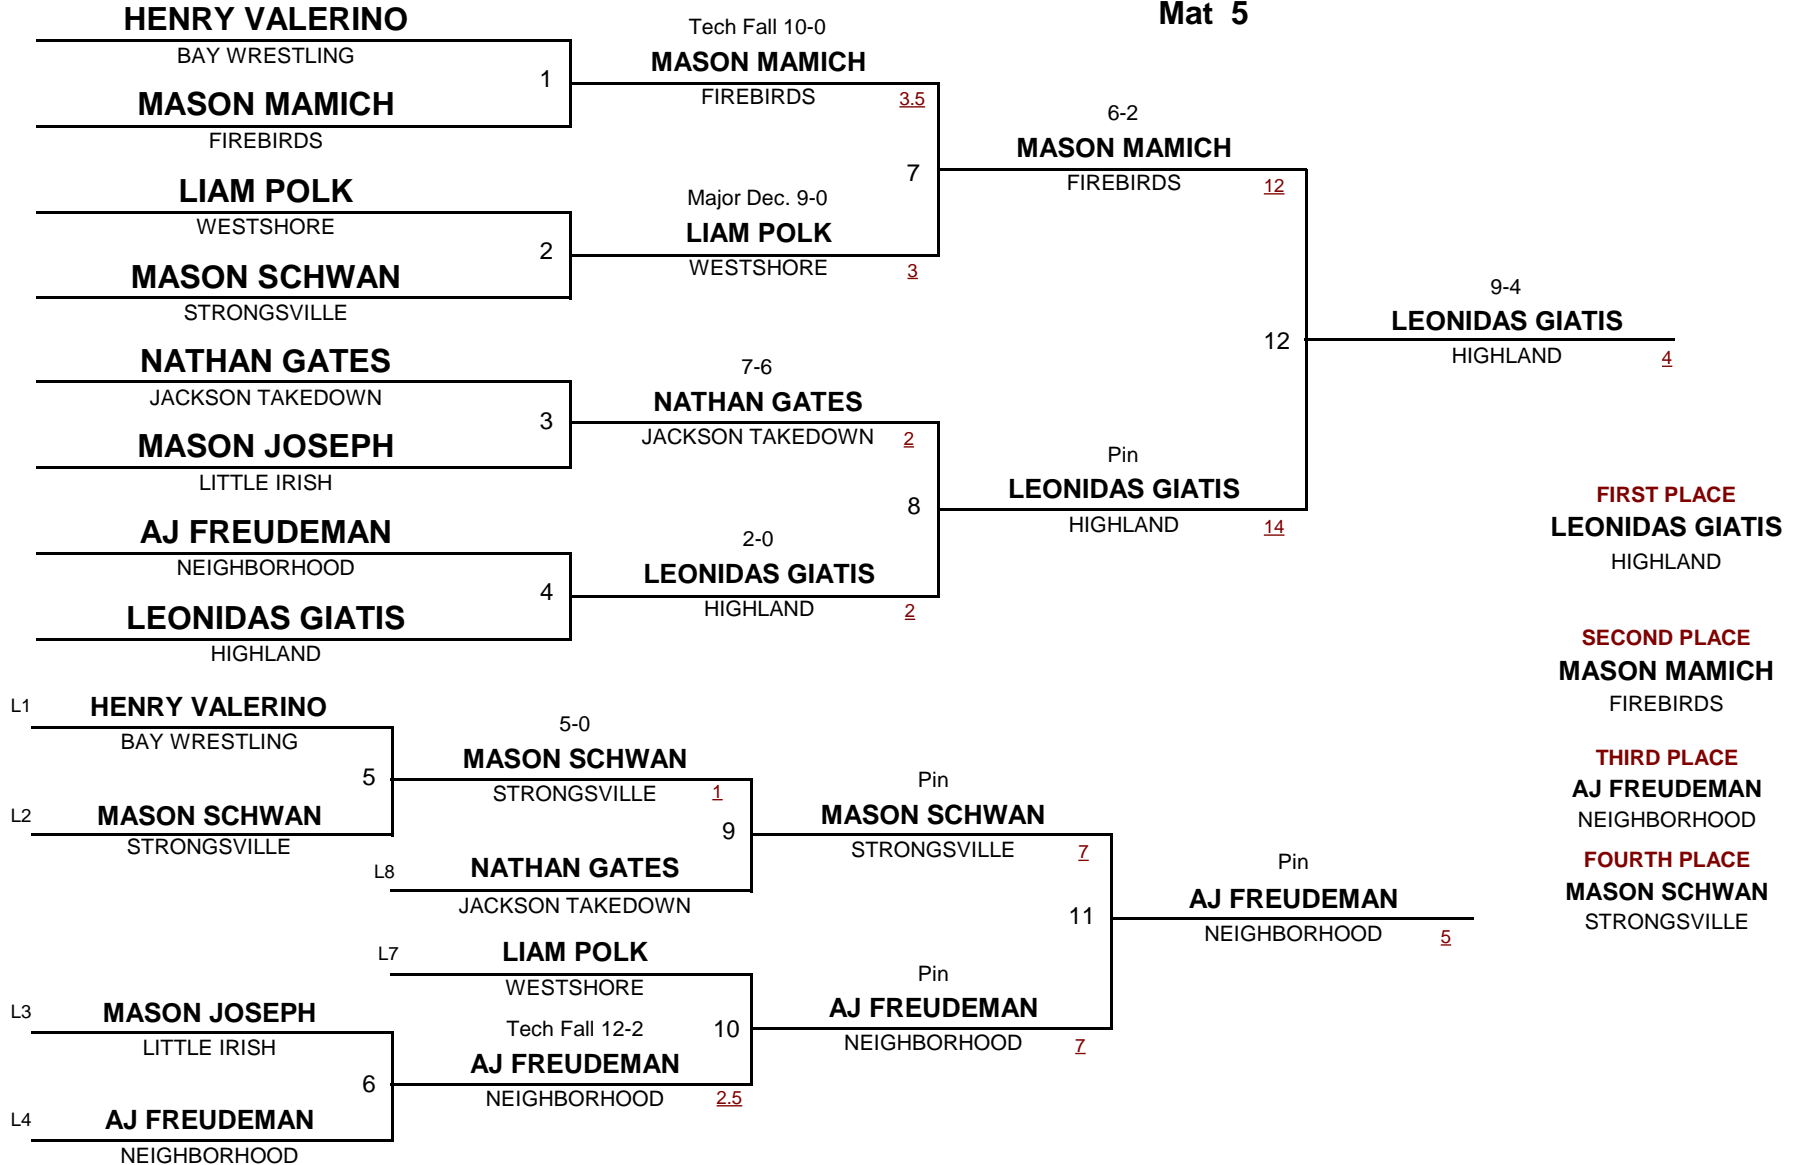 Mat 5
HENRY VALERINO
BAY WRESTLING
1
MASON MAMICH
FIREBIRDS
LIAM POLK
WESTSHORE
2
MASON SCHWAN
STRONGSVILLE
NATHAN GATES
JACKSON TAKEDOWN
3
MASON JOSEPH
LITTLE IRISH
AJ FREUDEMAN
NEIGHBORHOOD
4
LEONIDAS GIATIS
HIGHLAND
Tech Fall 10-0
MASON MAMICH
FIREBIRDS 3.5
7
Major Dec. 9-0
LIAM POLK
WESTSHORE 3
7-6
NATHAN GATES
JACKSON TAKEDOWN 2
8
2-0
LEONIDAS GIATIS
HIGHLAND 2
6-2
MASON MAMICH
FIREBIRDS 12
12
Pin
LEONIDAS GIATIS
HIGHLAND 14
9-4
LEONIDAS GIATIS
HIGHLAND 4
FIRST PLACE
LEONIDAS GIATIS
HIGHLAND
SECOND PLACE
MASON MAMICH
FIREBIRDS
THIRD PLACE
AJ FREUDEMAN
NEIGHBORHOOD
FOURTH PLACE
MASON SCHWAN
STRONGSVILLE
L1 HENRY VALERINO
BAY WRESTLING
5
L2 MASON SCHWAN
STRONGSVILLE
L3 MASON JOSEPH
LITTLE IRISH
6
L4 AJ FREUDEMAN
NEIGHBORHOOD
5-0
MASON SCHWAN
STRONGSVILLE 1
9
L8 NATHAN GATES
JACKSON TAKEDOWN
L7 LIAM POLK
WESTSHORE
Tech Fall 12-2 10
AJ FREUDEMAN
NEIGHBORHOOD 2.5
Pin
MASON SCHWAN
STRONGSVILLE 7
11
Pin
AJ FREUDEMAN
NEIGHBORHOOD 7
Pin
AJ FREUDEMAN
NEIGHBORHOOD 5